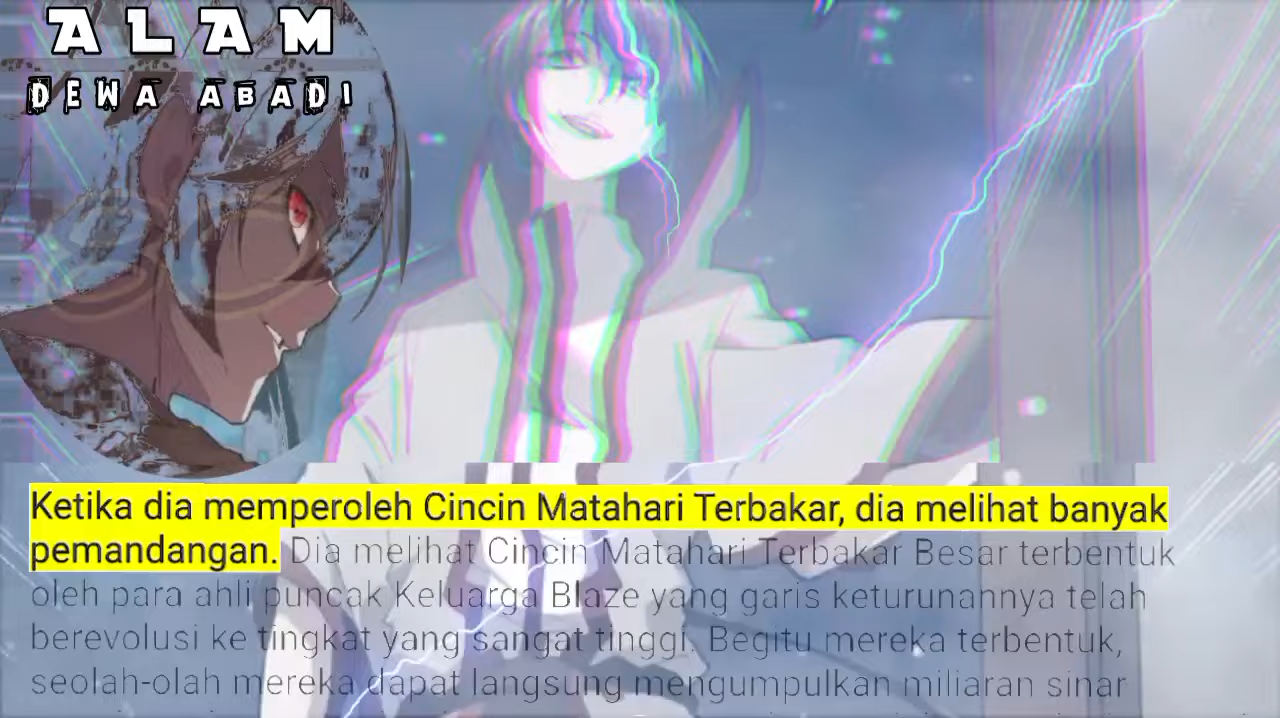 ALAM
DEWA ABADI
Ketika dia memperoleh Cincin Matahari Terbakar, dia melihat banyak
pemandangan. Dia melihat Cincin Matahari Terbakar Besar terbentuk
oleh para ahli puncak Keluarga Blaze yang garis keturunannya telah
berevolusi ke tingkat yang sangat tinggi. Begitu mereka terbentuk,
seolah-olah mereka dapat langsung mengumpulkan miliaran sinar